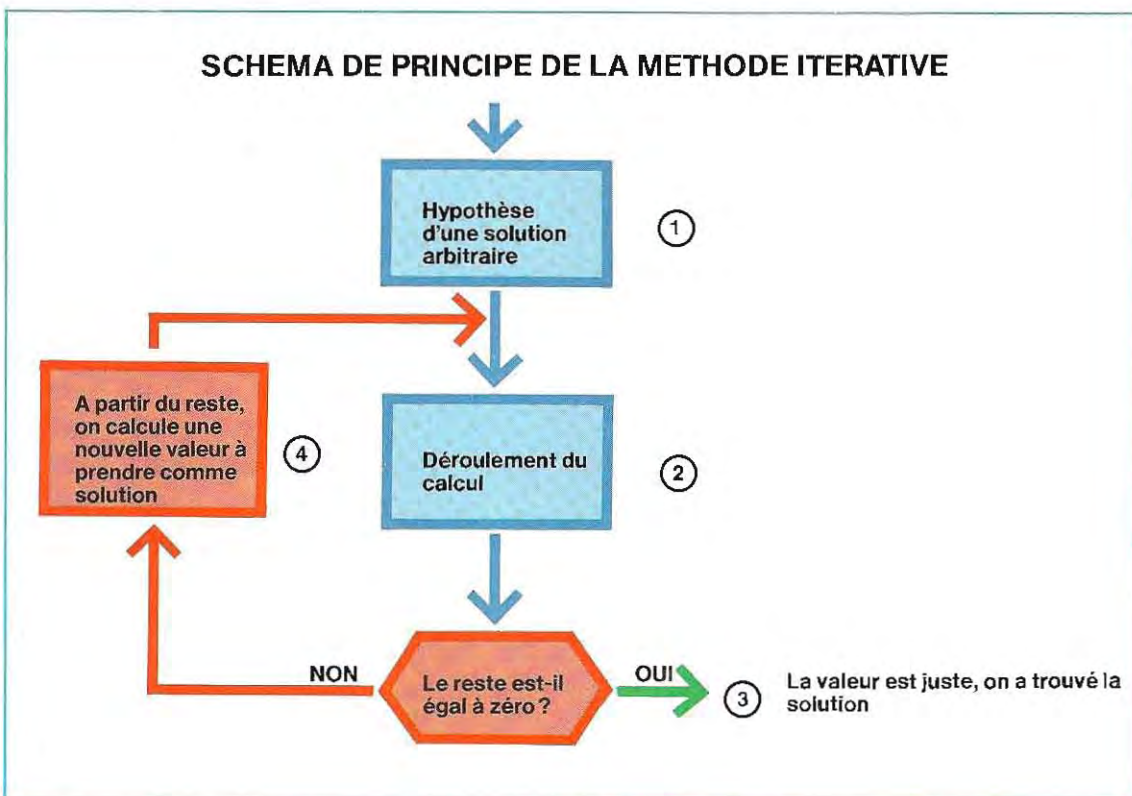 SCHEMA DE PRINCIPE DE LA METHODE ITERATIVE
Hypothèse
d'une solution
arbitraire
1
A partir du reste,
on calcule une
nouvelle valeur à
prendre comme
solution
4
Déroulement du
calcul
2
NON
Le reste est-il
égal à zéro ?
OUI
3
La valeur est juste, on a trouvé la
solution